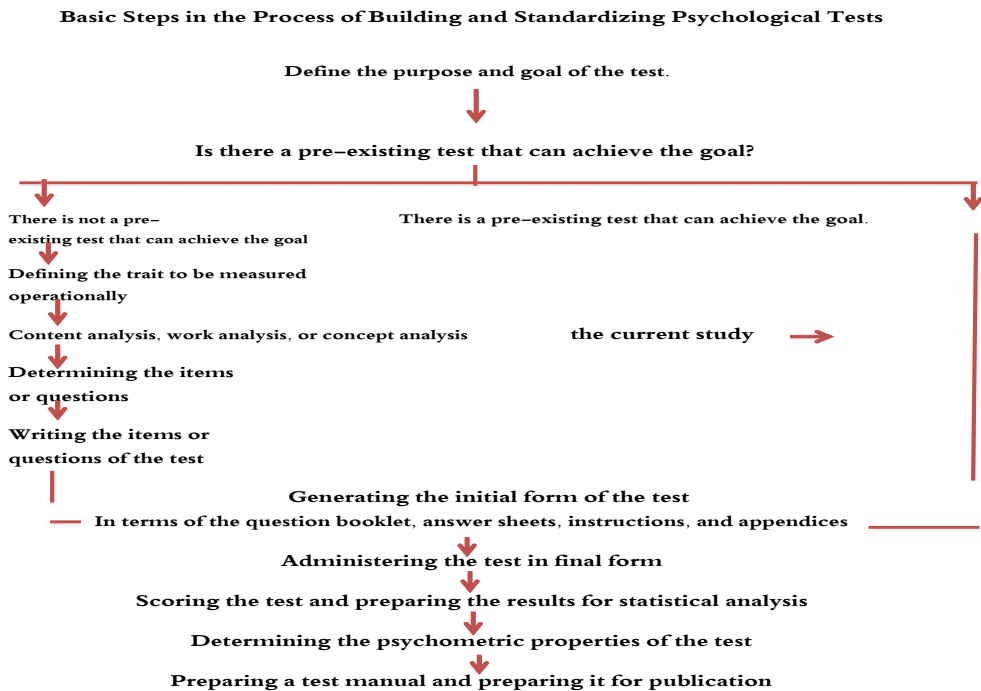 Basic Steps in the Process of Building and Standardizing Psychological Tests
Define the purpose and goal of the test.
Is there a pre–existing test that can achieve the goal?
There is not a pre–
existing test that can achieve the goal
There is a pre–existing test that can achieve the goal.
Defining the trait to be measured
operationally
Content analysis, work analysis, or concept analysis
the current study
Determining the items
or questions
Writing the items or
questions of the test
Generating the initial form of the test
In terms of the question booklet, answer sheets, instructions, and appendices
Administering the test in final form
Scoring the test and preparing the results for statistical analysis
Determining the psychometric properties of the test
Preparing a test manual and preparing it for publication